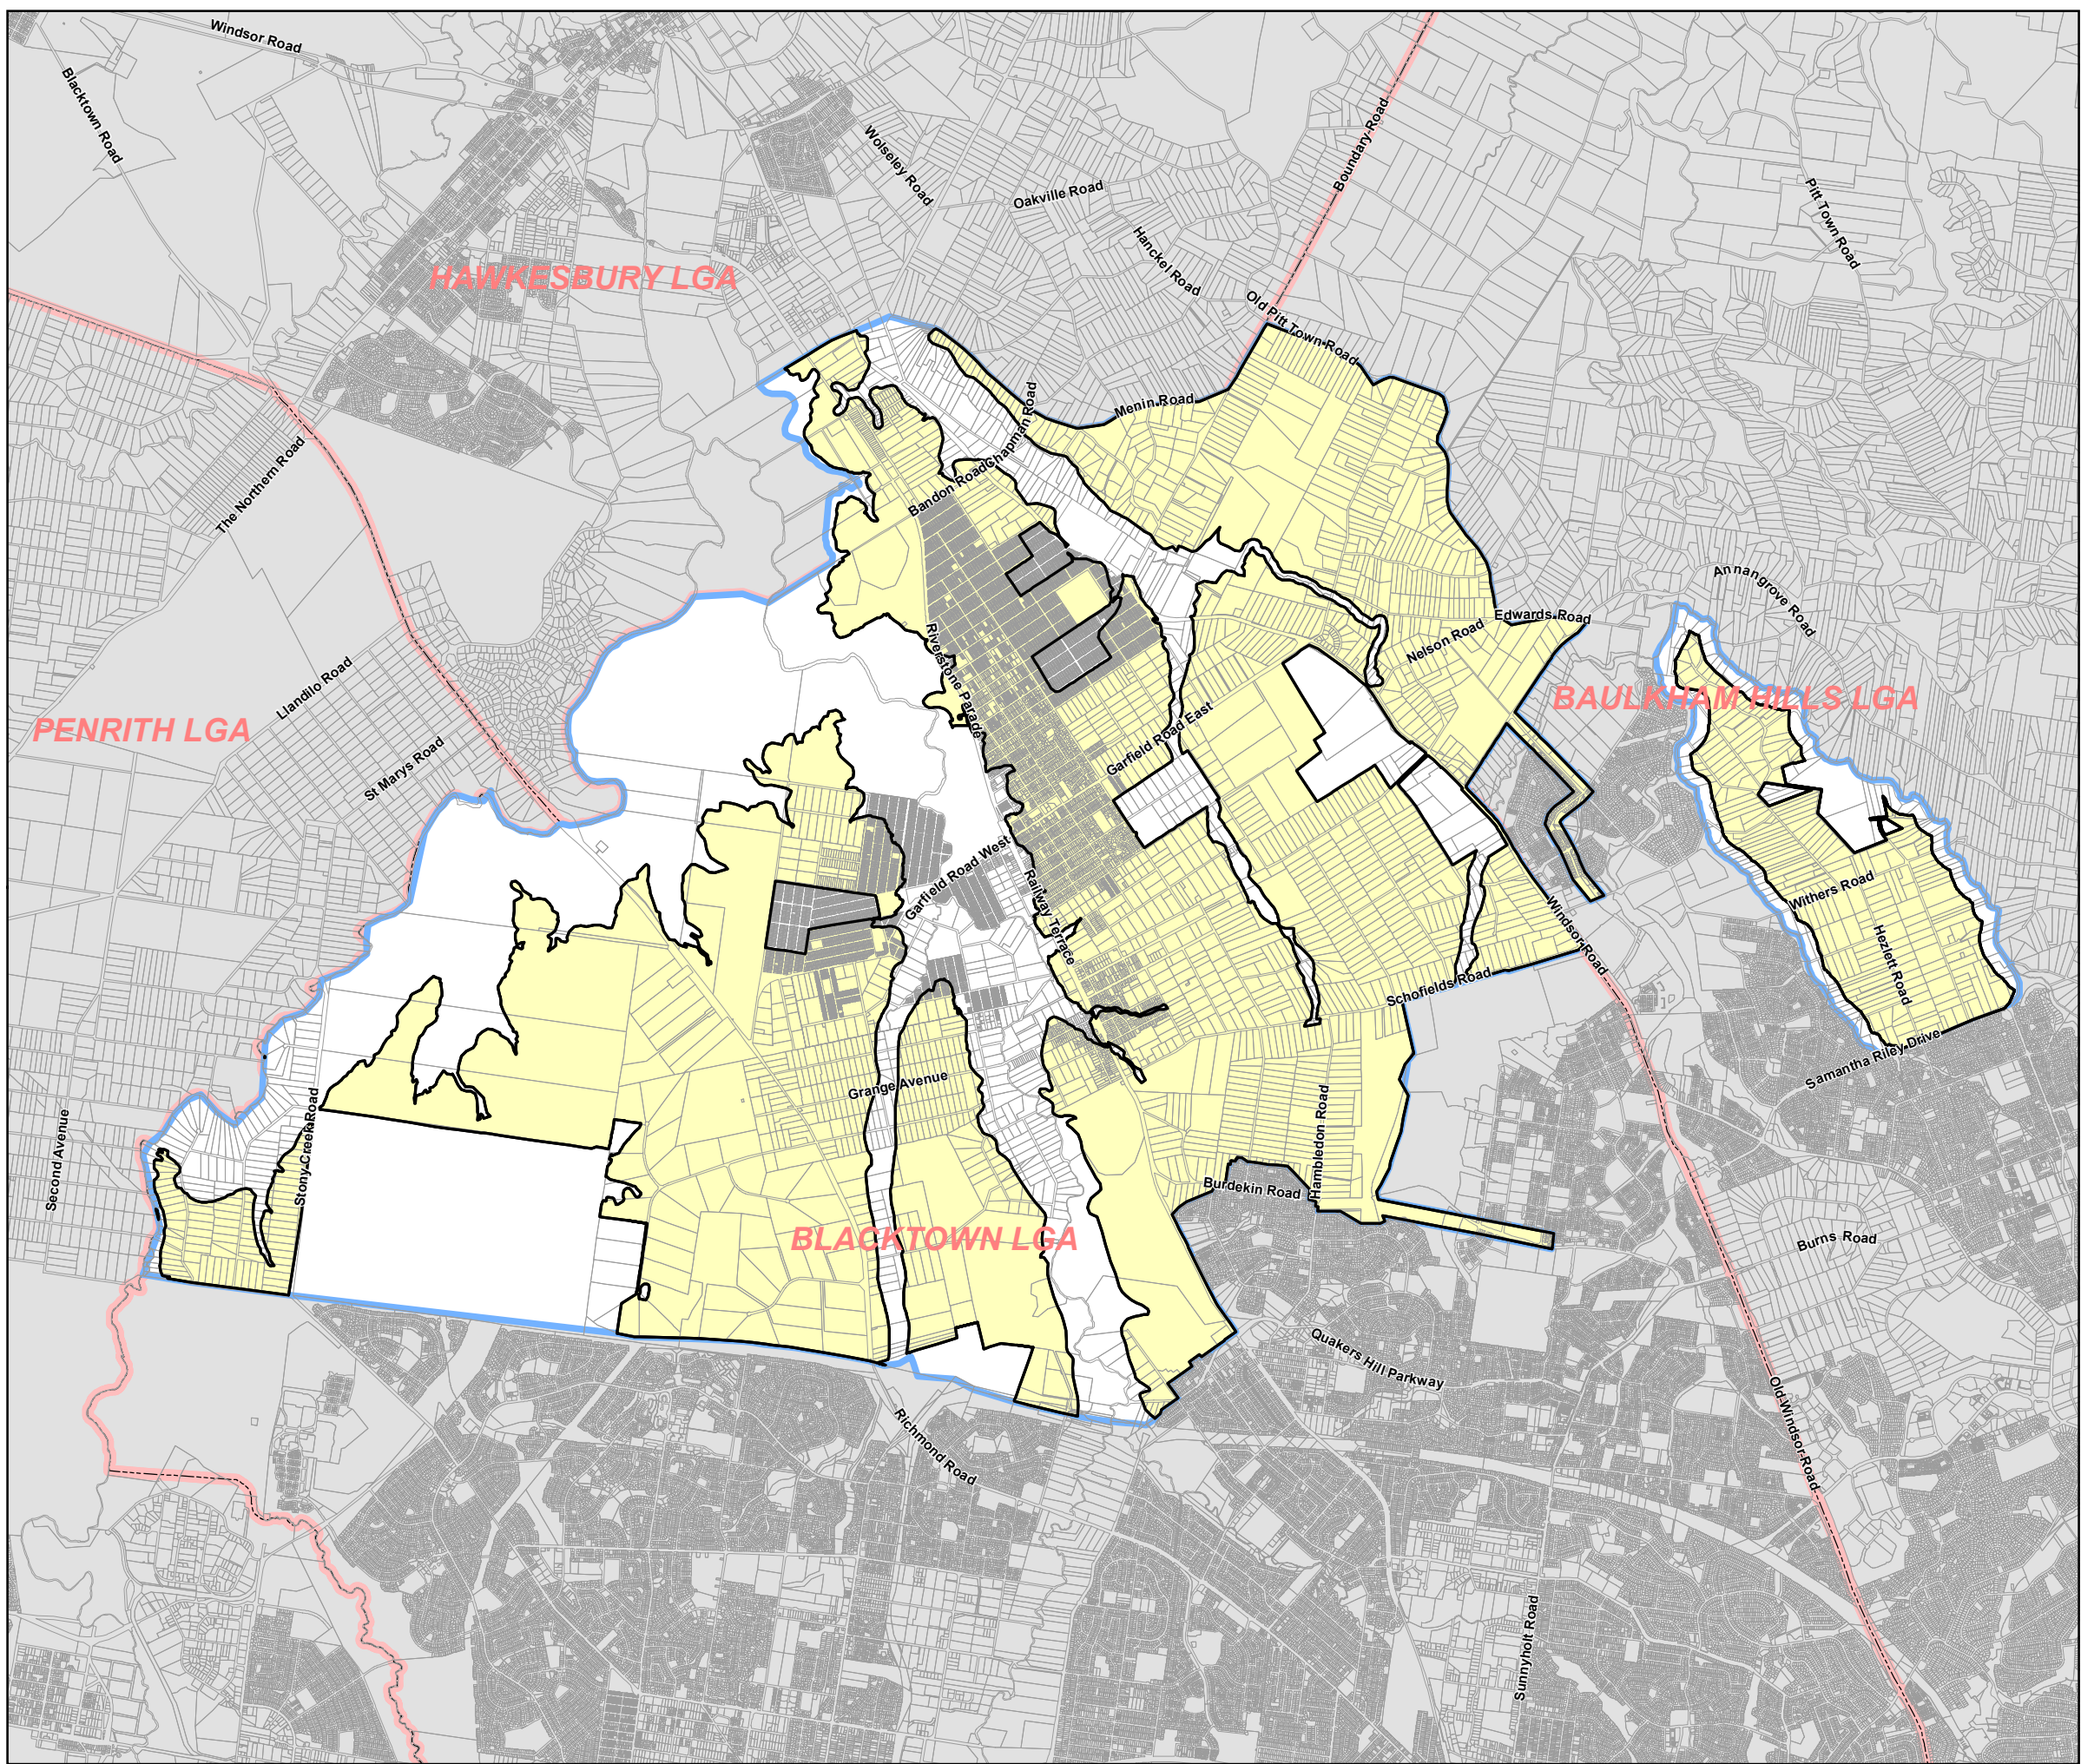 Windsor Road
Blacktown Road
Wolseley Road
Boundary Road
Oakville Road
Pitt Town Road
Hanckel Road
HAWKESBURY LGA
Old Pitt Town Road
Menin Road
Chapman Road
The Northern Road
Bandon Road
Annangrove Road
Edwards Road
Nelson Road
Riverstone Parade
Llandilo Road
BAULKHAM HILLS LGA
PENRITH LGA
Garfield Road East
St Marys Road
Garfield Road West
Withers Road
Railway Terrace
Windsor Road
Hezlett Road
Schofields Road
Samantha Riley Drive
Grange Avenue
Stony Creek Road
Second Avenue
Hambledon Road
Burdekin Road
BLACKTOWN LGA
Burns Road
Quakers Hill Parkway
Old Windsor Road
Richmond Road
Sunnyholt Road